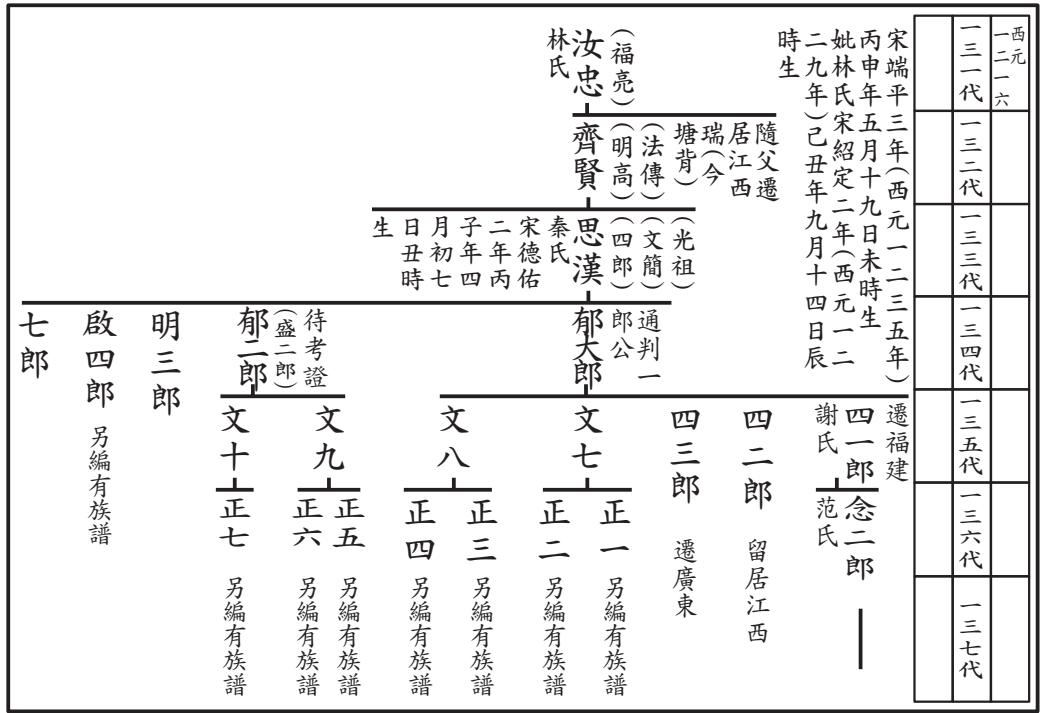 西元
一二一六
一三一代
一三二代
一三三代
一三四代
一三五代
一三六代
一三七代
宋端平三年(西元一二三五年)
丙申年五月十九日未時生
妣林氏宋紹定二年(西元一二
二九年)己丑年九月十四日辰
時生
(福亮)
汝忠
林氏
隨父遷
居江西
瑞(今
塘背)
(法傳)
(明高)
齊賢
(光祖)
(文簡)
(四郎)
思漢
秦氏
宋德佑
二年丙
子年四
月初七
日丑時
生
通判一
郎公
郁大郎
待考證
(盛二郎)
郁二郎
明三郎
啟四郎
另編有族譜
七郎
遷福建
四一郎
謝氏
四二郎
留居江西
四三郎
遷廣東
文七
文八
文九
文十
念二郎
范氏
正一
另編有族譜
正二
另編有族譜
正三
另編有族譜
正四
另編有族譜
正五
另編有族譜
正六
另編有族譜
正七
另編有族譜